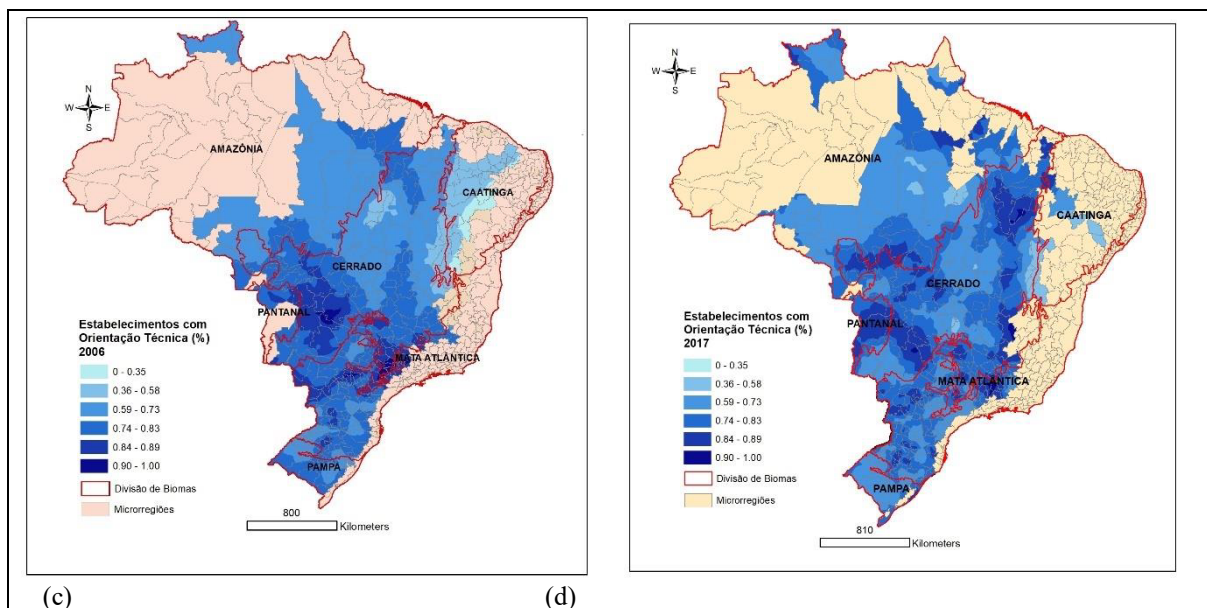 N
W E
S
AMAZÔNIA
CAATINGA
CERRADO
PANTANAL
MATA ATLÂNTICA
PAMPA
Estabelecimentos com
Orientação Técnica (%)
2006
0 - 0.35
0.36 - 0.58
0.59 - 0.73
0.74 - 0.83
0.84 - 0.89
0.90 - 1.00
Divisão de Biomas
Microrregiões
800
Kilometers
N
W E
S
AMAZÔNIA
CAATINGA
CERRADO
PANTANAL
MATA ATLÂNTICA
PAMPA
Estabelecimentos com
Orientação Técnica (%)
2017
0 - 0.35
0.36 - 0.58
0.59 - 0.73
0.74 - 0.83
0.84 - 0.89
0.90 - 1.00
Divisão de Biomas
Microrregiões
810
Kilometers
(c) (d)